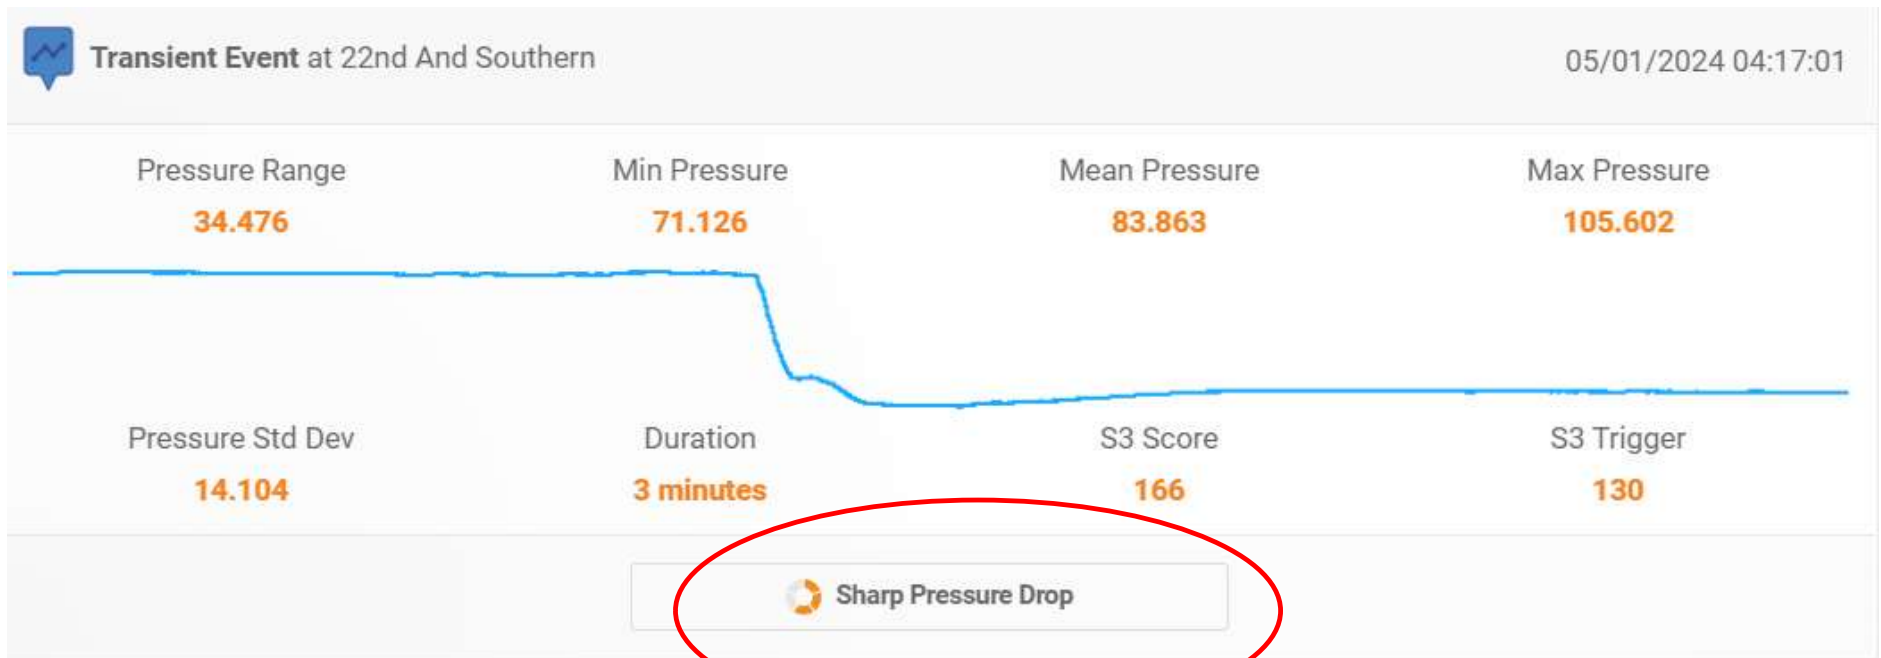 Transient Event at 22nd And Southern
05/01/2024 04:17:01
Pressure Range
Min Pressure
Mean Pressure
Max Pressure
34.476
71.126
83.863
105.602
Pressure Std Dev
Duration
S3 Score
S3 Trigger
14.104
3 minutes
166
130
Sharp Pressure Drop